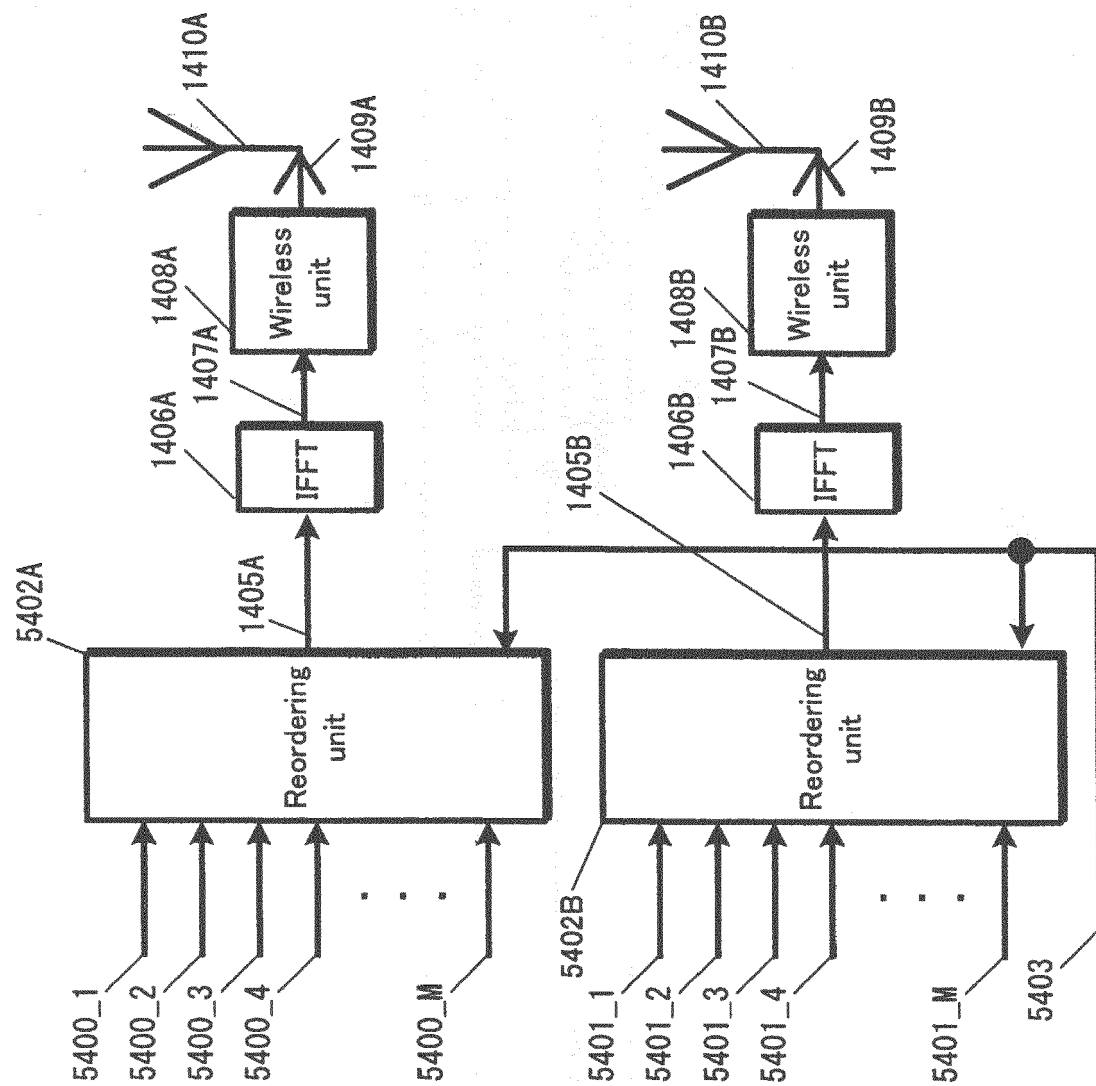 5400_1
5400_2
5400_3
5400_4
5400_M
5402A
Reordering
unit
1405A
1406A
IFFT
1407A
1408A
Wireless
unit
1409A
1410A
5401_1
5401_2
5401_3
5401_4
5401_M
5402B
Reordering
unit
5403
1405B
1406B
IFFT
1407B
1408B
Wireless
unit
1409B
1410B